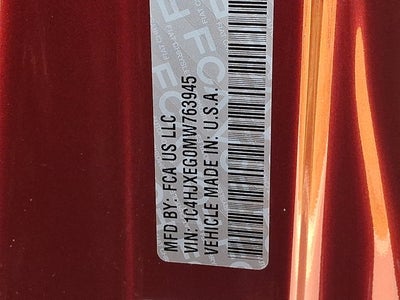 MFD BY: FCA US LLC
VIN: 1C4HJXEG0MW763945
VEHICLE MADE IN: U.S.A.